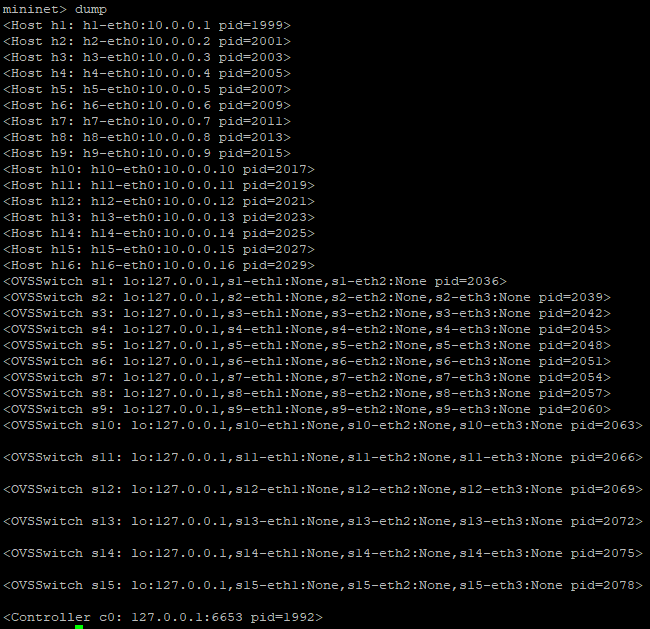 mininet> dump
<Host h1: h1-eth0:10.0.0.1 pid=1999>
<Host h2: h2-eth0:10.0.0.2 pid=2001>
<Host h3: h3-eth0:10.0.0.3 pid=2003>
<Host h4: h4-eth0:10.0.0.4 pid=2005>
<Host h5: h5-eth0:10.0.0.5 pid=2007>
<Host h6: h6-eth0:10.0.0.6 pid=2009>
<Host h7: h7-eth0:10.0.0.7 pid=2011>
<Host h8: h8-eth0:10.0.0.8 pid=2013>
<Host h9: h9-eth0:10.0.0.9 pid=2015>
<Host h10: h10-eth0:10.0.0.10 pid=2017>
<Host h11: h11-eth0:10.0.0.11 pid=2019>
<Host h12: h12-eth0:10.0.0.12 pid=2021>
<Host h13: h13-eth0:10.0.0.13 pid=2023>
<Host h14: h14-eth0:10.0.0.14 pid=2025>
<Host h15: h15-eth0:10.0.0.15 pid=2027>
<Host h16: h16-eth0:10.0.0.16 pid=2029>
<OVSSwitch s1: lo:127.0.0.1,s1-eth1:None,s1-eth2:None pid=2036>
<OVSSwitch s2: lo:127.0.0.1,s2-eth1:None,s2-eth2:None,s2-eth3:None pid=2039>
<OVSSwitch s3: lo:127.0.0.1,s3-eth1:None,s3-eth2:None,s3-eth3:None pid=2042>
<OVSSwitch s4: lo:127.0.0.1,s4-eth1:None,s4-eth2:None,s4-eth3:None pid=2045>
<OVSSwitch s5: lo:127.0.0.1,s5-eth1:None,s5-eth2:None,s5-eth3:None pid=2048>
<OVSSwitch s6: lo:127.0.0.1,s6-eth1:None,s6-eth2:None,s6-eth3:None pid=2051>
<OVSSwitch s7: lo:127.0.0.1,s7-eth1:None,s7-eth2:None,s7-eth3:None pid=2054>
<OVSSwitch s8: lo:127.0.0.1,s8-eth1:None,s8-eth2:None,s8-eth3:None pid=2057>
<OVSSwitch s9: lo:127.0.0.1,s9-eth1:None,s9-eth2:None,s9-eth3:None pid=2060>
<OVSSwitch s10: lo:127.0.0.1,s10-eth1:None,s10-eth2:None,s10-eth3:None pid=2063>
<OVSSwitch s11: lo:127.0.0.1,s11-eth1:None,s11-eth2:None,s11-eth3:None pid=2066>
<OVSSwitch s12: lo:127.0.0.1,s12-eth1:None,s12-eth2:None,s12-eth3:None pid=2069>
<OVSSwitch s13: lo:127.0.0.1,s13-eth1:None,s13-eth2:None,s13-eth3:None pid=2072>
<OVSSwitch s14: lo:127.0.0.1,s14-eth1:None,s14-eth2:None,s14-eth3:None pid=2075>
<OVSSwitch s15: lo:127.0.0.1,s15-eth1:None,s15-eth2:None,s15-eth3:None pid=2078>
<Controller c0: 127.0.0.1:6653 pid=1992>